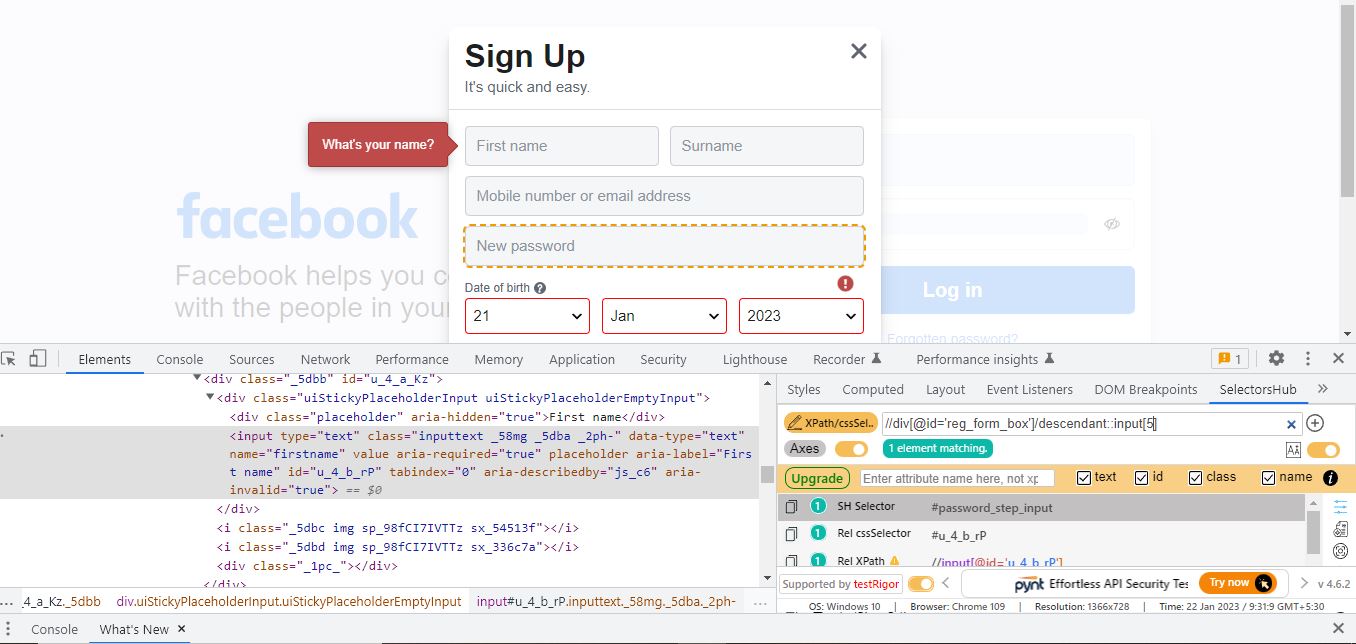 Sign Up
It's quick and easy.
What's your name?
First name
Surname
Mobile number or email address
facebook
New password
Facebook helps you c
with the people in your
Date of birth ?
21
Jan
2023
Log in
Forgotten password?
Elements Console Sources Network Performance Memory Application Security Lighthouse Recorder Performance insights 1
<div class="_5dbb" id="u_4_a_Kz">
<div class="uiStickyPlaceholderInput uiStickyPlaceholderEmptyInput">
<div class="placeholder" aria-hidden="true">First name</div>
<input type="text" class="inputtext _58mg _5dba _2ph-" data-type="text"
name="firstname" value aria-required="true" placeholder aria-label="Firs
t name" id="u_4_b_rP" tabindex="0" aria-describedby="js_c6" aria-
invalid="true"> == $0
</div>
<i class="_5dbc img sp_98fCI7IVTTz sx_54513f"></i>
<i class="_5dbd img sp_98fCI7IVTTz sx_336c7a"></i>
<div class="_1pc_"></div>
</div>
... _4_a_Kz._5dbb div.uiStickyPlaceholderInput.uiStickyPlaceholderEmptyInput input#u_4_b_rP.inputtext._58mg._5dba._2ph- ...
Styles Computed Layout Event Listeners DOM Breakpoints SelectorsHub
XPath/cssSel.. //div[@id='reg_form_box']/descendant::input[5]
Axes 1 element matching.
Upgrade Enter attribute name here, not xp text id class name i
1 SH Selector #password_step_input
1 Rel cssSelector #u_4_b_rP
1 Rel XPath //input[@id='u_4_b_rP']
Supported by testRigor pynt Effortless API Security Tes Try now v 4.6.2
OS: Windows 10 | Browser: Chrome 109 | Resolution: 1366x728 | Time: 22 Jan 2023 / 9:31:9 GMT+5:30
Console What's New